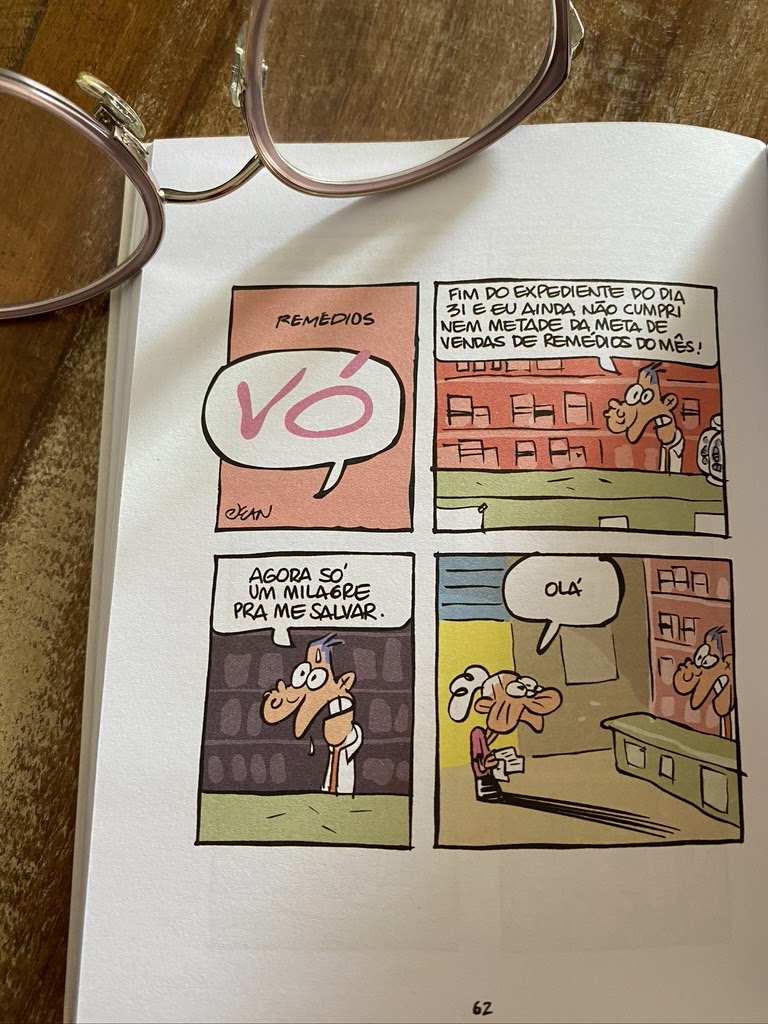 REMÉDIOS
VÓ
JEAN
FIM DO EXPEDIENTE DO DIA
31 E EU AINDA NÃO CUMPRI
NEM METADE DA META DE
VENDAS DE REMÉDIOS DO MÊS!
AGORA SÓ
UM MILAGRE
PRA ME SALVAR.
OLÁ
62